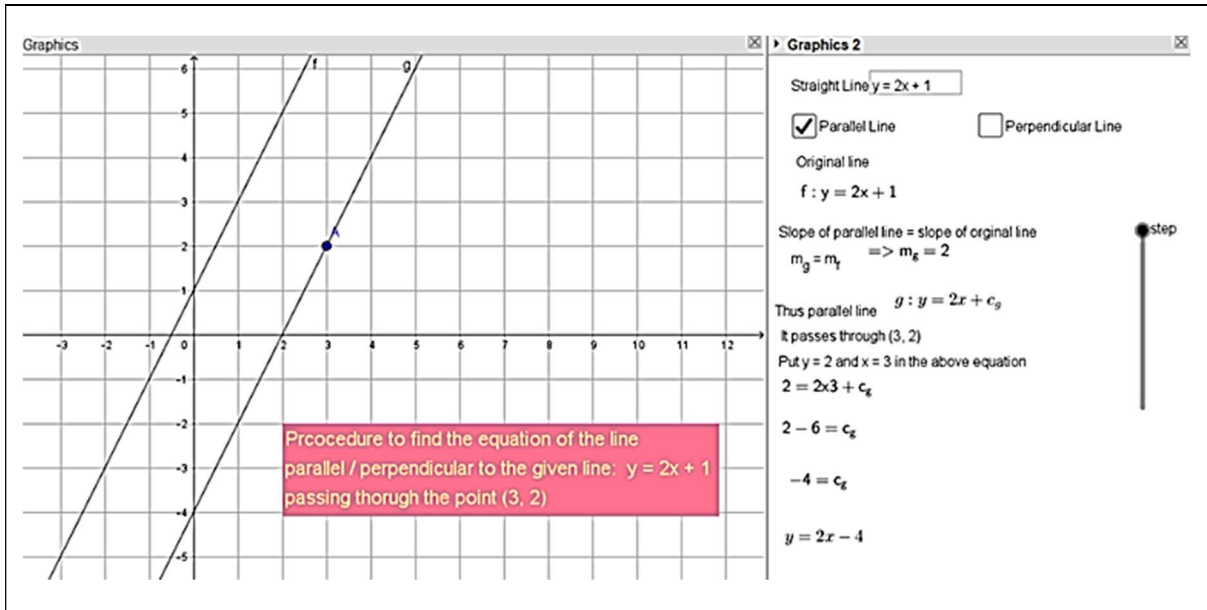 Graphics
f
g
6
5
4
3
2
1
-1
-2
-3
-4
-5
-3
-2
-1
0
1
2
3
4
5
6
7
8
9
10
11
12
A
Prcocedure to find the equation of the line
parallel / perpendicular to the given line: y = 2x + 1
passing thorugh the point (3, 2)
Graphics 2
Straight Line y = 2x + 1
Parallel Line Perpendicular Line
Original line
f : y = 2x + 1
Slope of parallel line = slope of orginal line
m_g = m_f => m_g = 2
step
Thus parallel line g : y = 2x + c_g
It passes through (3, 2)
Put y = 2 and x = 3 in the above equation
2 = 2x3 + c_g
2 − 6 = c_g
−4 = c_g
y = 2x − 4